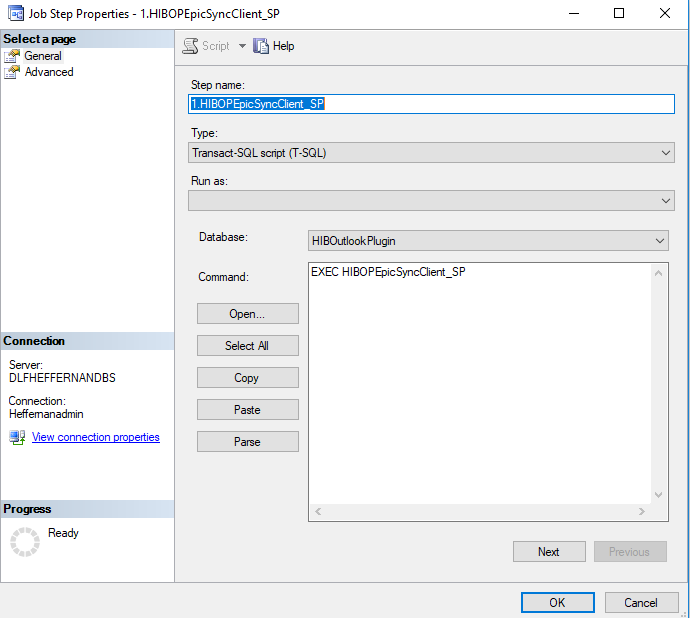 Job Step Properties - 1.HIBOPEpicSyncClient_SP
Select a page
General
Advanced
Script
Help
Step name:
1.HIBOPEpicSyncClient_SP
Type:
Transact-SQL script (T-SQL)
Run as:
Database:
HIBOutlookPlugin
Command:
EXEC HIBOPEpicSyncClient_SP
Open...
Select All
Copy
Paste
Parse
Connection
Server:
DLFHEFFERNANDBS
Connection:
Heffernanadmin
View connection properties
Progress
Ready
Next
Previous
OK
Cancel